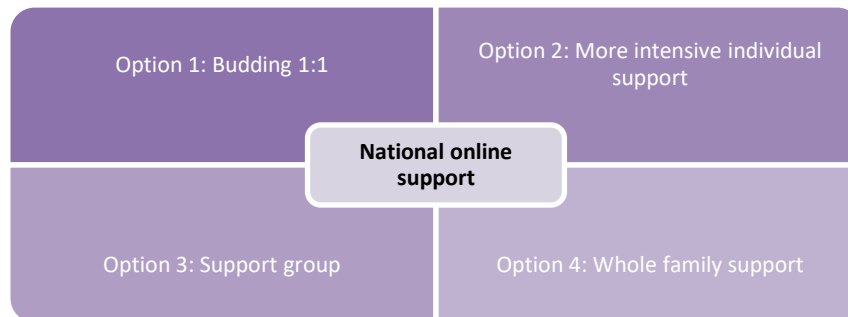 Option 1: Budding 1:1
Option 2: More intensive individual
support
National online
support
Option 3: Support group
Option 4: Whole family support